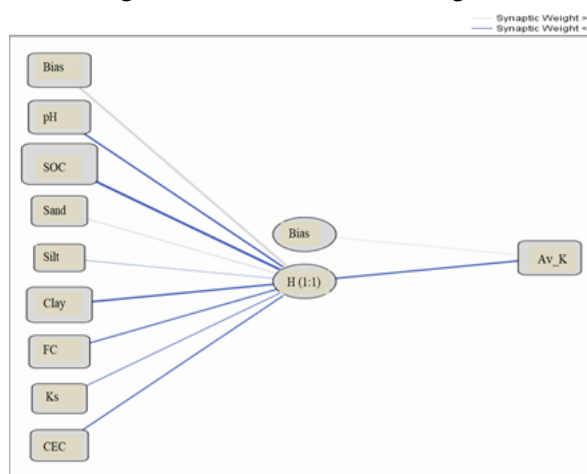 Synaptic Weight >
Synaptic Weight <
Bias
pH
SOC
Sand
Silt
Clay
FC
Ks
CEC
Bias
H (1:1)
Av_K